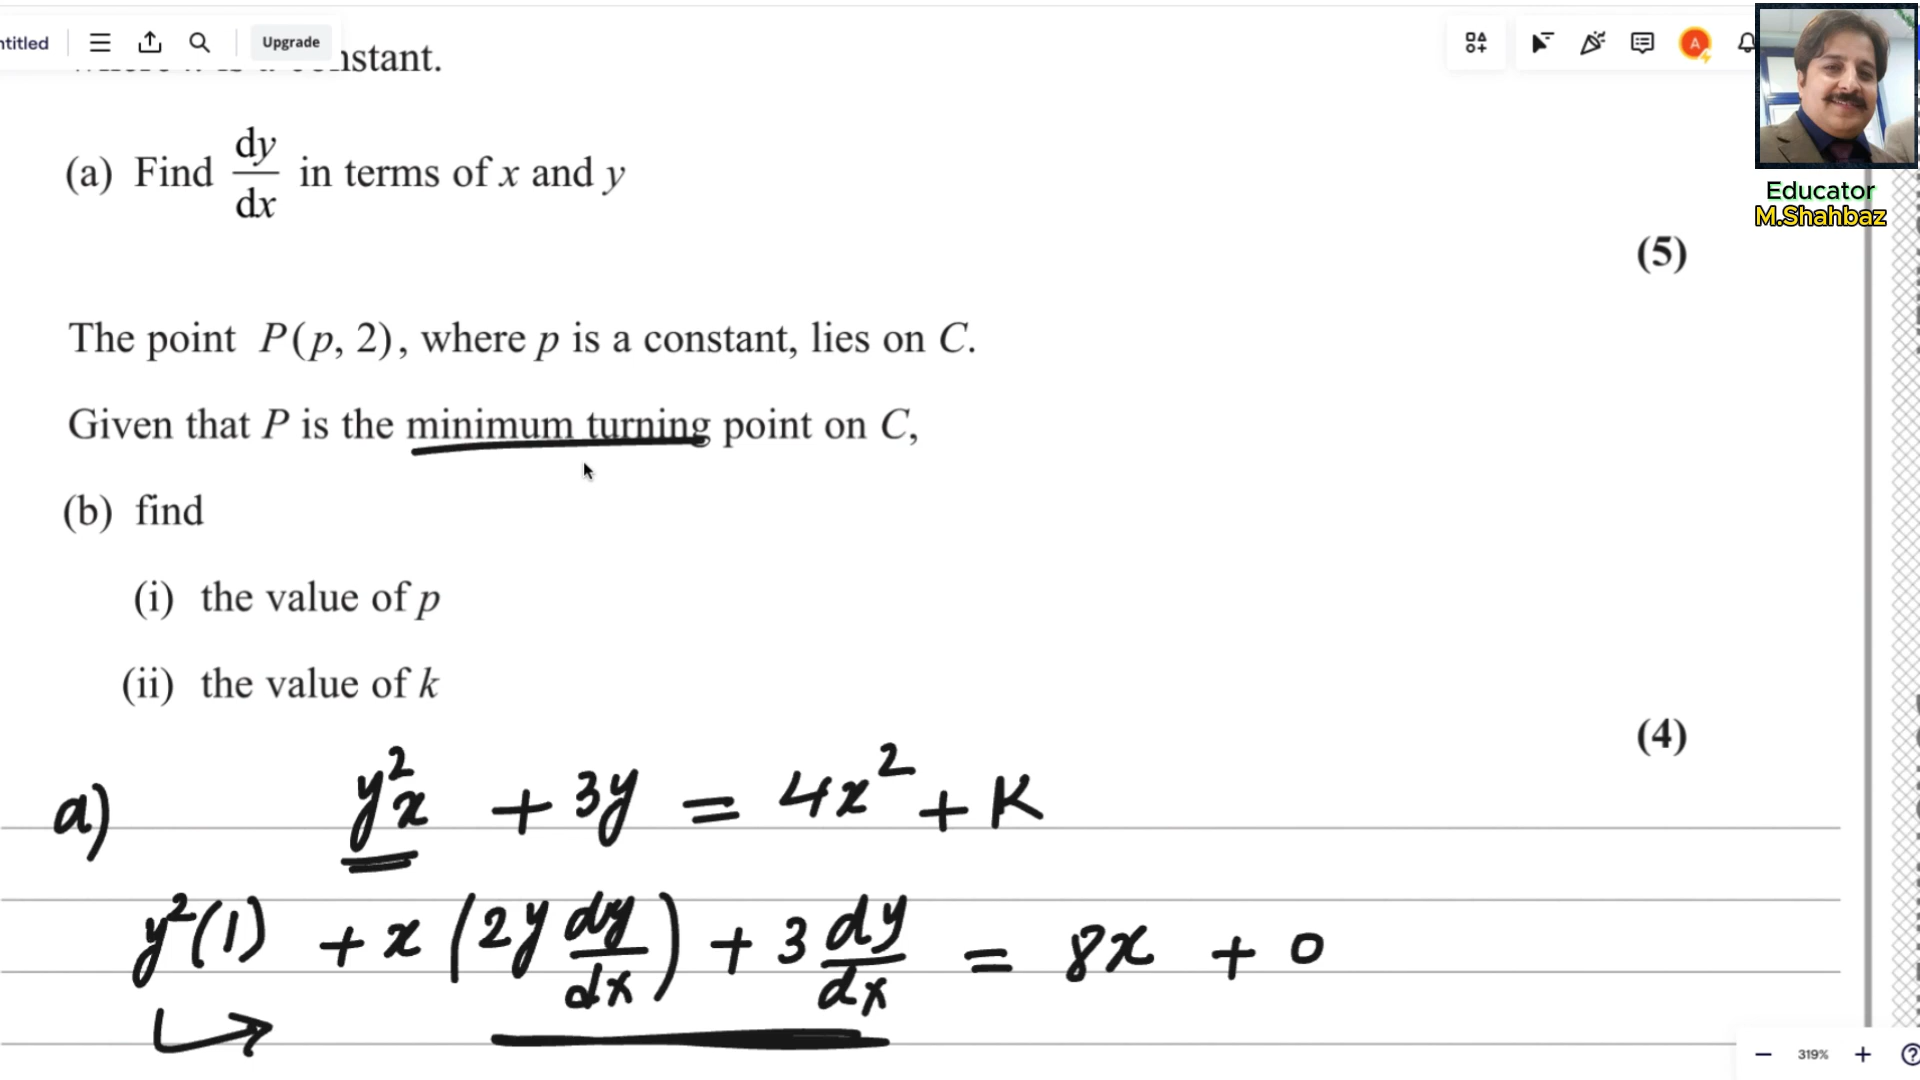 ntitled Upgrade
is a constant.
(a) Find dy/dx in terms of x and y
(5)
The point P(p, 2), where p is a constant, lies on C.
Given that P is the minimum turning point on C,
(b) find
(i) the value of p
(ii) the value of k
(4)
a) y²x + 3y = 4x² + K
y²(1) + x (2y dy/dx) + 3 dy/dx = 8x + 0
A
Educator
M.Shahbaz
319%